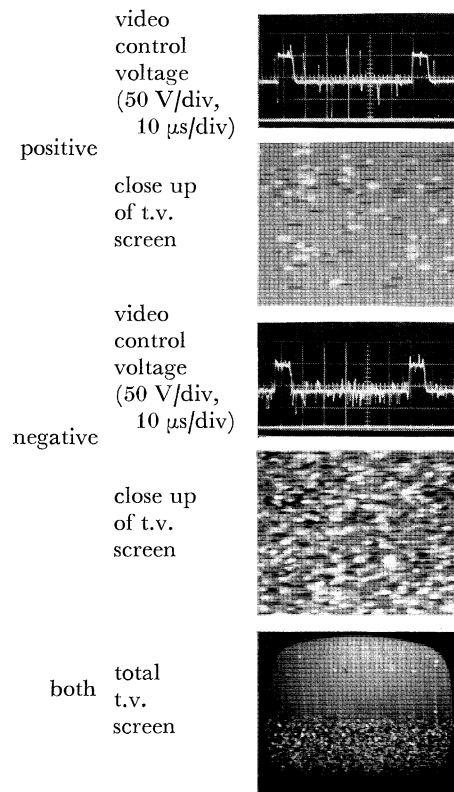 video
control
voltage
(50 V/div,
10 μs/div)
positive
close up
of t.v.
screen
video
control
voltage
(50 V/div,
10 μs/div)
negative
close up
of t.v.
screen
both
total
t.v.
screen